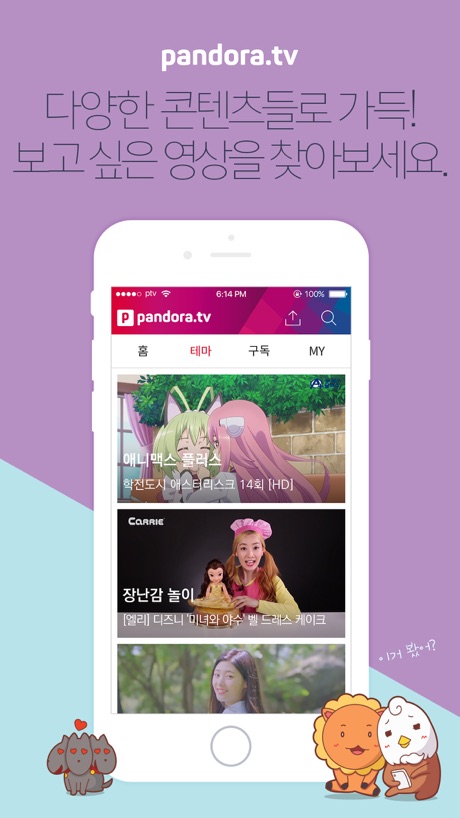 pandora.tv
다양한 콘텐츠들로 가득!
보고 싶은 영상을 찾아보세요.
ptv 6:14 PM 100%
p pandora.tv
홈 테마 구독 MY
애니맥스 플러스
학전도시 애스터리스크 14회 [HD]
CARRIE
장난감 놀이
[엘리] 디즈니 '미녀와 야수' 벨 드레스 케이크
이거 봤어?